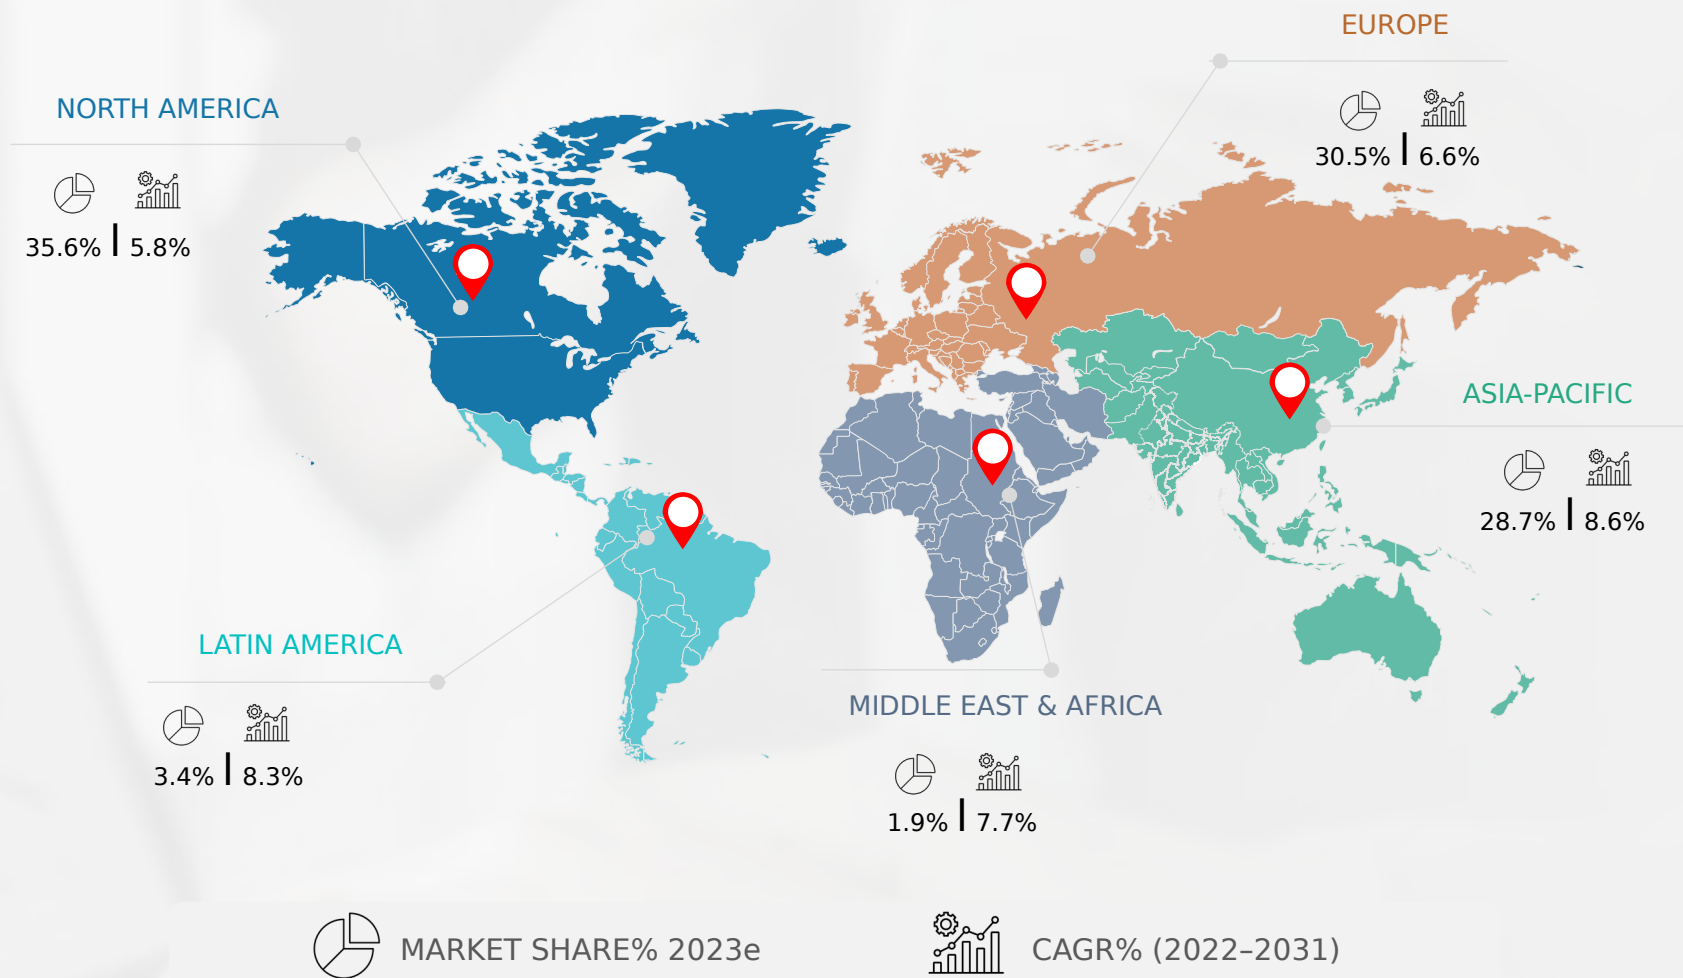 EUROPE
30.5% | 6.6%
NORTH AMERICA
35.6% | 5.8%
ASIA-PACIFIC
28.7% | 8.6%
LATIN AMERICA
3.4% | 8.3%
MIDDLE EAST & AFRICA
1.9% | 7.7%
MARKET SHARE% 2023e
CAGR% (2022–2031)